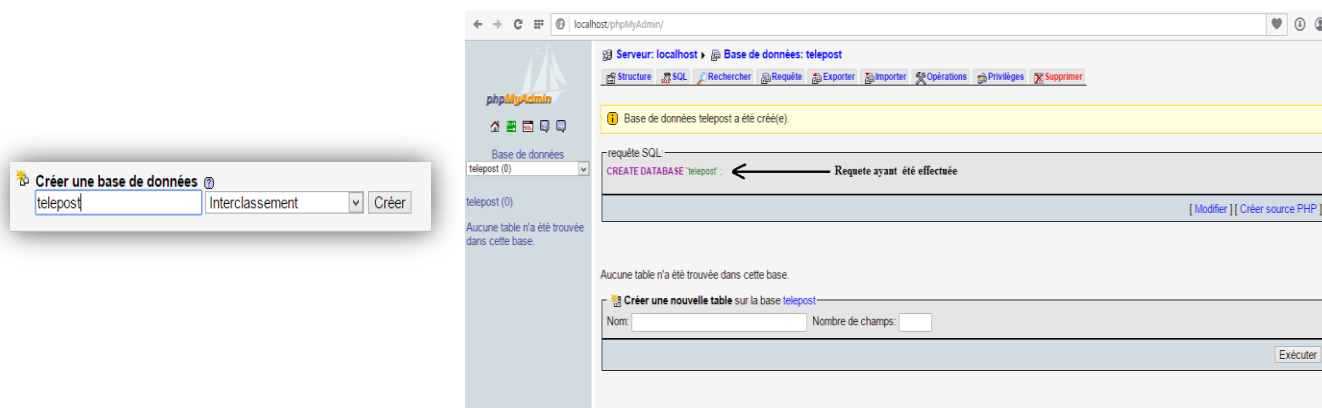 Créer une base de données
telepost
Interclassement
Créer
localhost/phpMyAdmin/
phpMyAdmin
Base de données
telepost (0)
telepost (0)
Aucune table n'a été trouvée
dans cette base.
Serveur: localhost Base de données: telepost
Structure SQL Rechercher Requête Exporter Importer Opérations Privilèges Supprimer
Base de données telepost a été créé(e).
requête SQL:
CREATE DATABASE `telepost` ;
Requete ayant été effectuée
[ Modifier ] [ Créer source PHP ]
Aucune table n'a été trouvée dans cette base.
Créer une nouvelle table sur la base telepost
Nom: Nombre de champs:
Exécuter